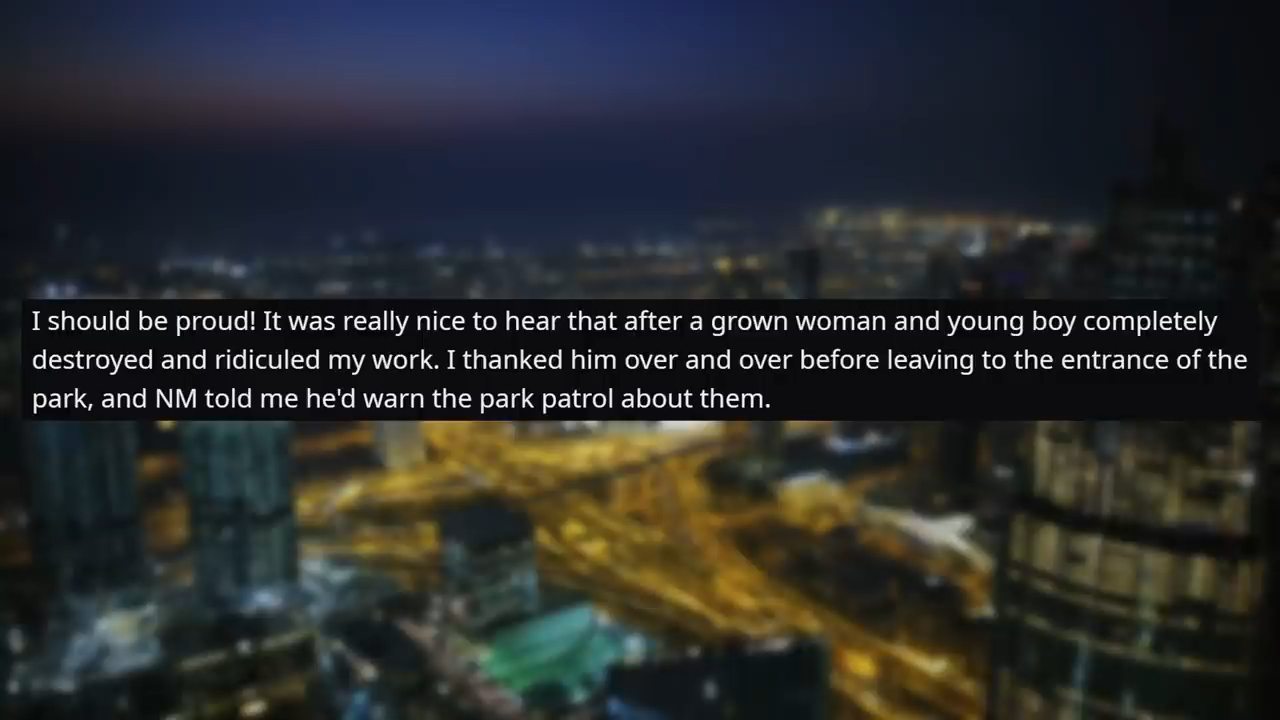 I should be proud! It was really nice to hear that after a grown woman and young boy completely
destroyed and ridiculed my work. I thanked him over and over before leaving to the entrance of the
park, and NM told me he'd warn the park patrol about them.